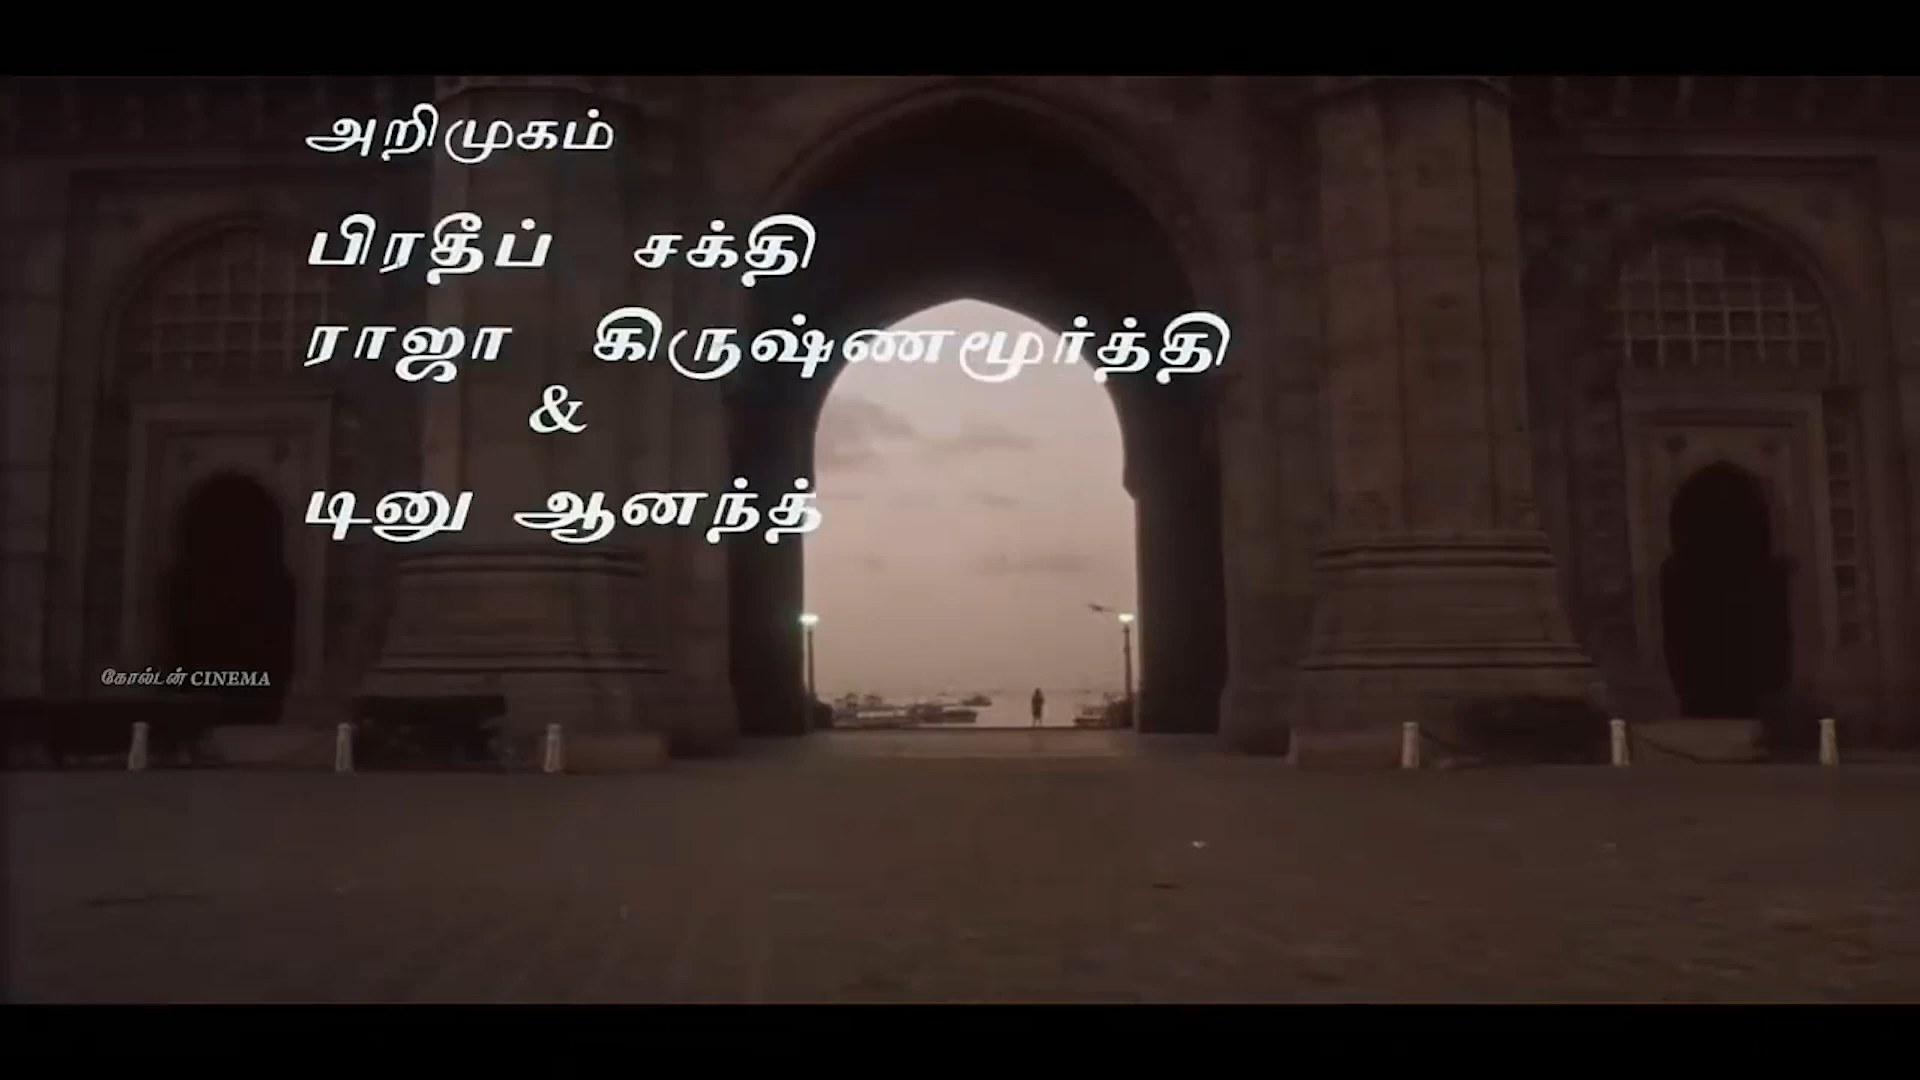 அறிமுகம்
பிரதீப் சக்தி
ராஜா கிருஷ்ணமூர்த்தி
&
டினு ஆனந்த்
கோல்டன் CINEMA